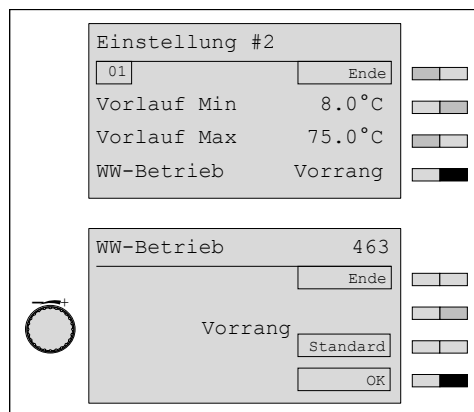 Einstellung #2
01 Ende
Vorlauf Min 8.0°C
Vorlauf Max 75.0°C
WW-Betrieb Vorrang
WW-Betrieb 463
Ende
Vorrang
Standard
OK
+